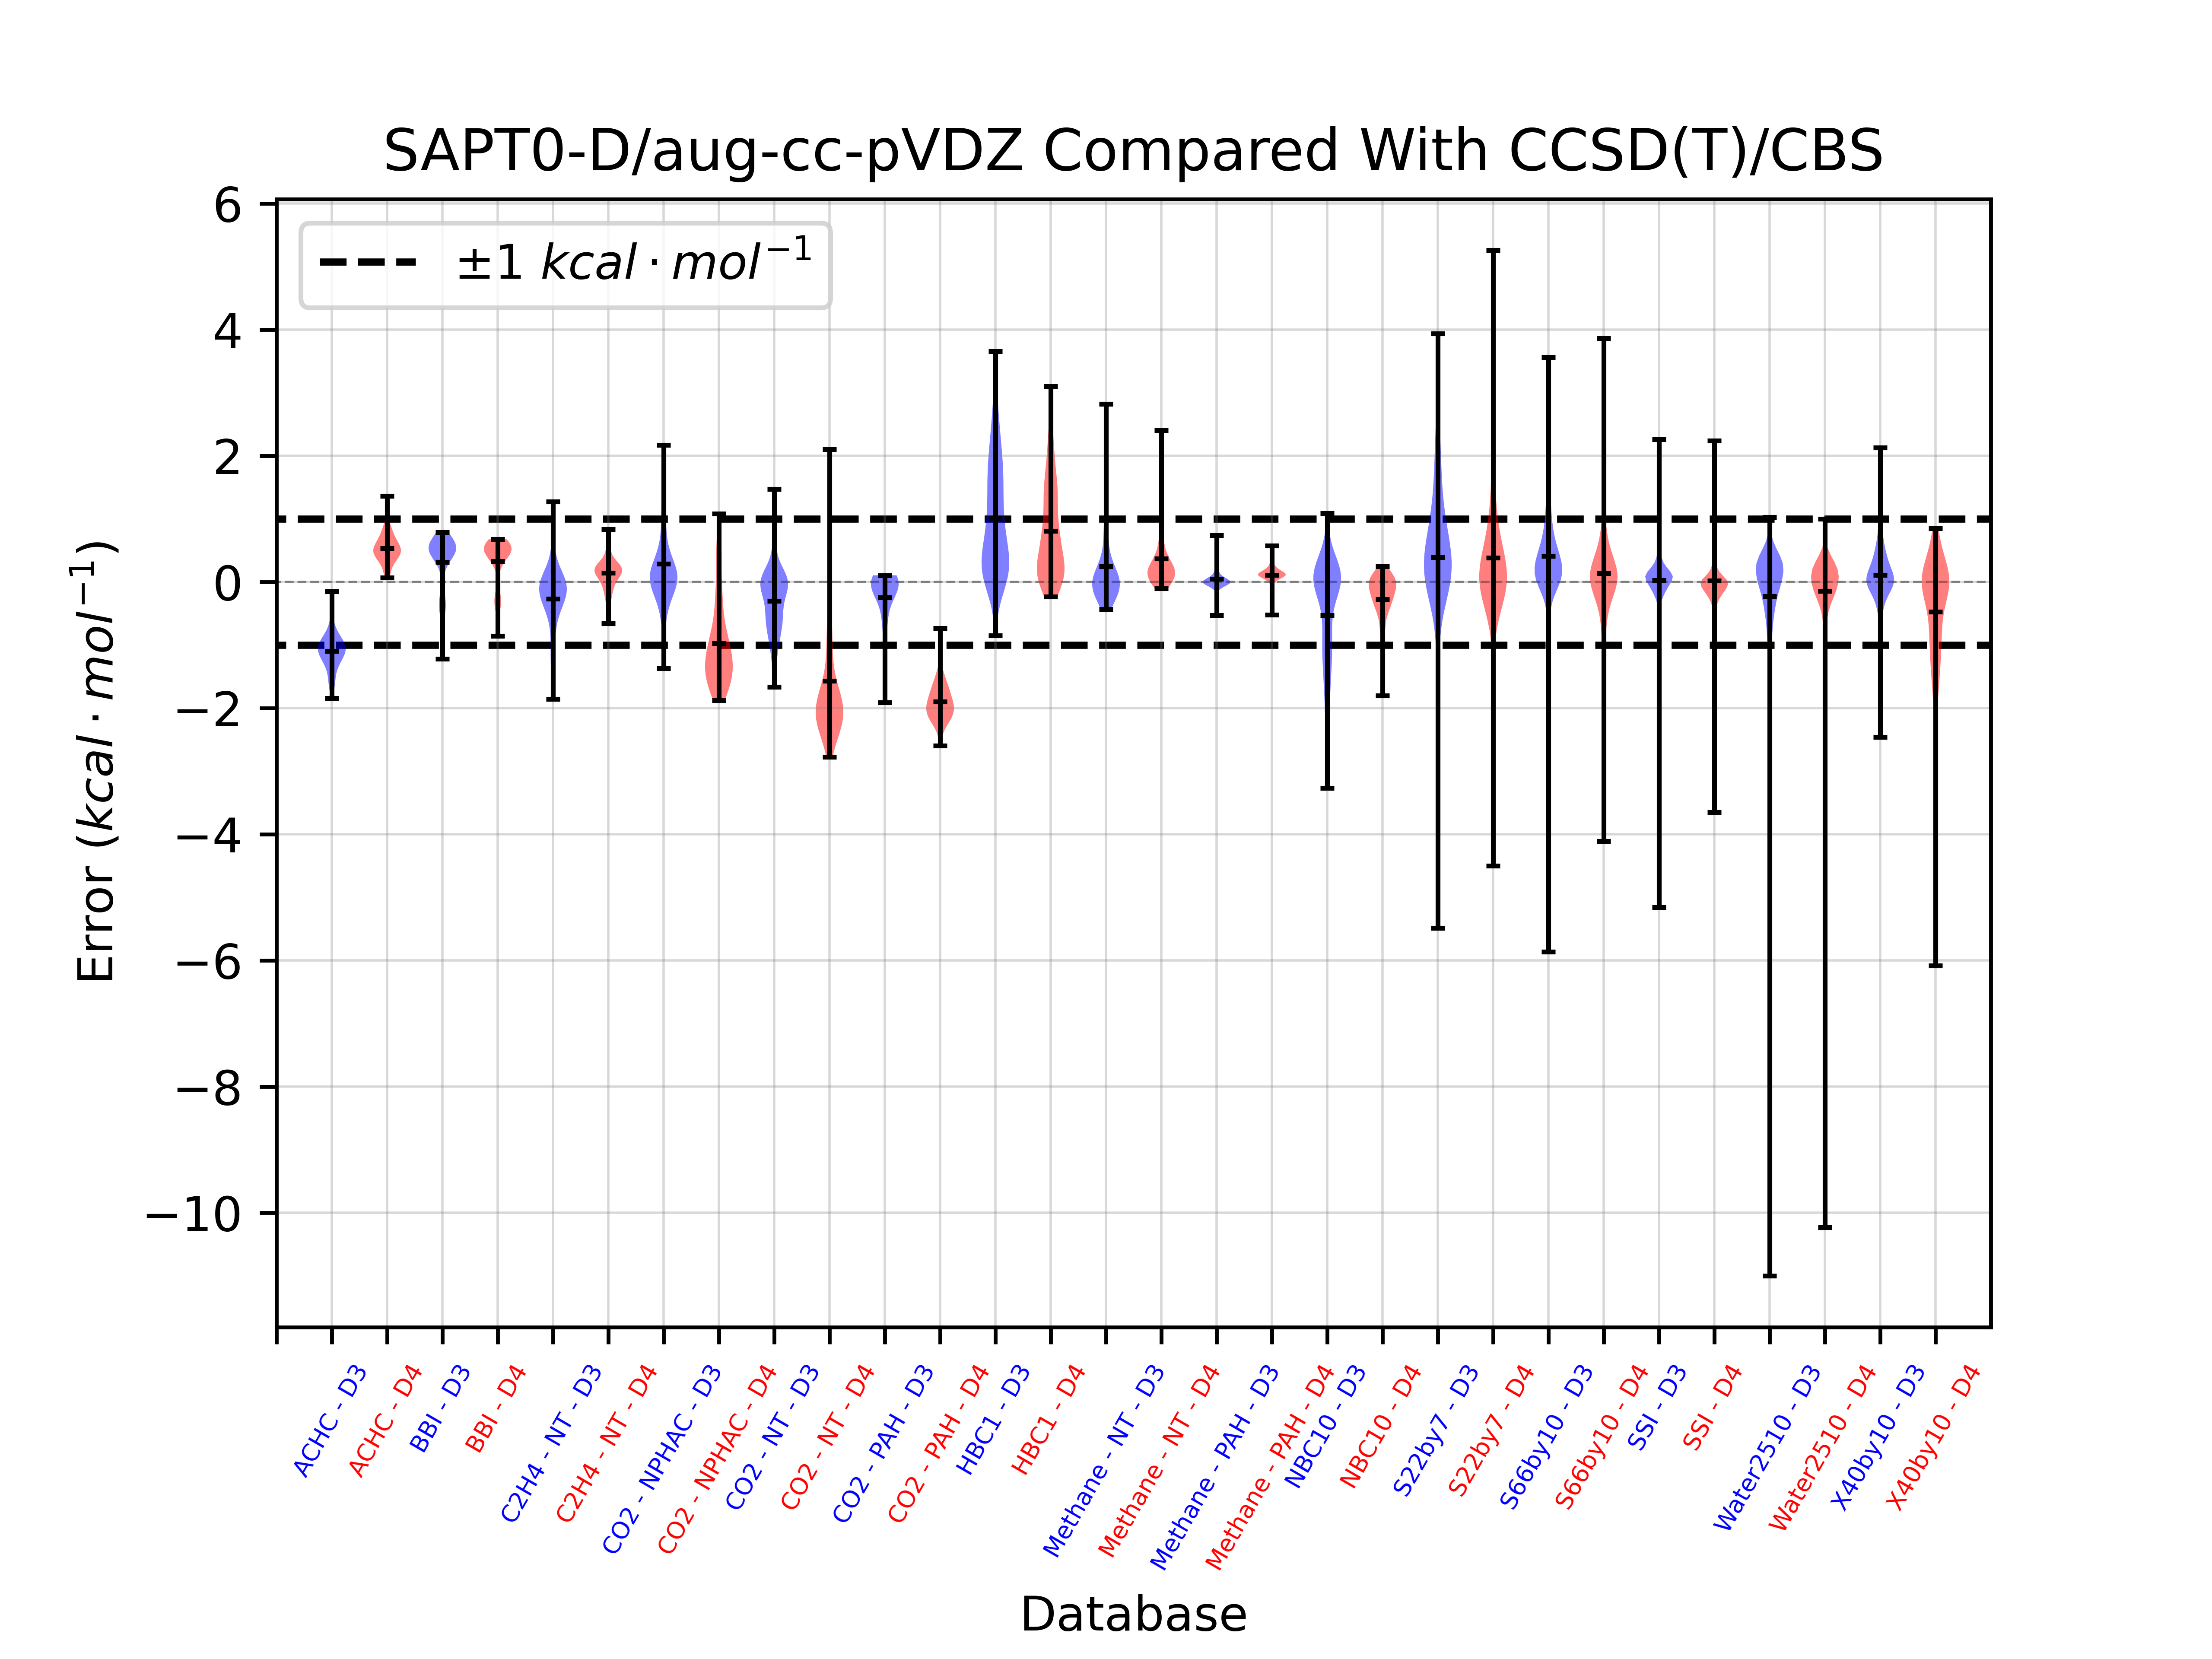 SAPT0-D/aug-cc-pVDZ Compared With CCSD(T)/CBS
±1 kcal · mol⁻¹
Error (kcal · mol⁻¹)
6
4
2
0
−2
−4
−6
−8
−10
ACHC - D3
ACHC - D4
BBI - D3
BBI - D4
C2H4 - NT - D3
C2H4 - NT - D4
CO2 - NPHAC - D3
CO2 - NPHAC - D4
CO2 - NT - D3
CO2 - NT - D4
CO2 - PAH - D3
CO2 - PAH - D4
HBC1 - D3
HBC1 - D4
Methane - NT - D3
Methane - NT - D4
Methane - PAH - D3
Methane - PAH - D4
NBC10 - D3
NBC10 - D4
S22by7 - D3
S22by7 - D4
S66by10 - D3
S66by10 - D4
SSI - D3
SSI - D4
Water2510 - D3
Water2510 - D4
X40by10 - D3
X40by10 - D4
Database